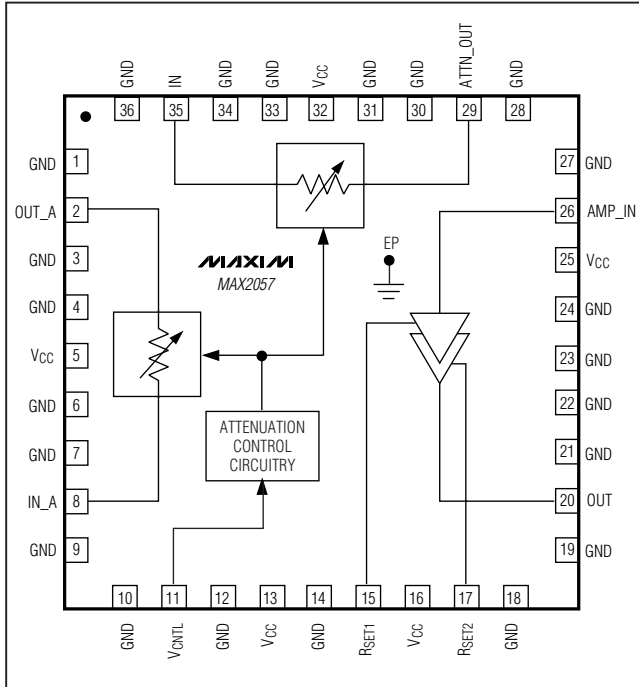 GND
IN
GND
GND
VCC
GND
GND
ATTN_OUT
GND
36
35
34
33
32
31
30
29
28
GND 1
27 GND
OUT_A 2
26 AMP_IN
GND 3
25 VCC
MAXIM
MAX2057
EP
GND 4
24 GND
VCC 5
23 GND
GND 6
22 GND
ATTENUATION
CONTROL
CIRCUITRY
GND 7
21 GND
IN_A 8
20 OUT
GND 9
19 GND
10
11
12
13
14
15
16
17
18
GND
VCNTL
GND
VCC
GND
RSET1
VCC
RSET2
GND